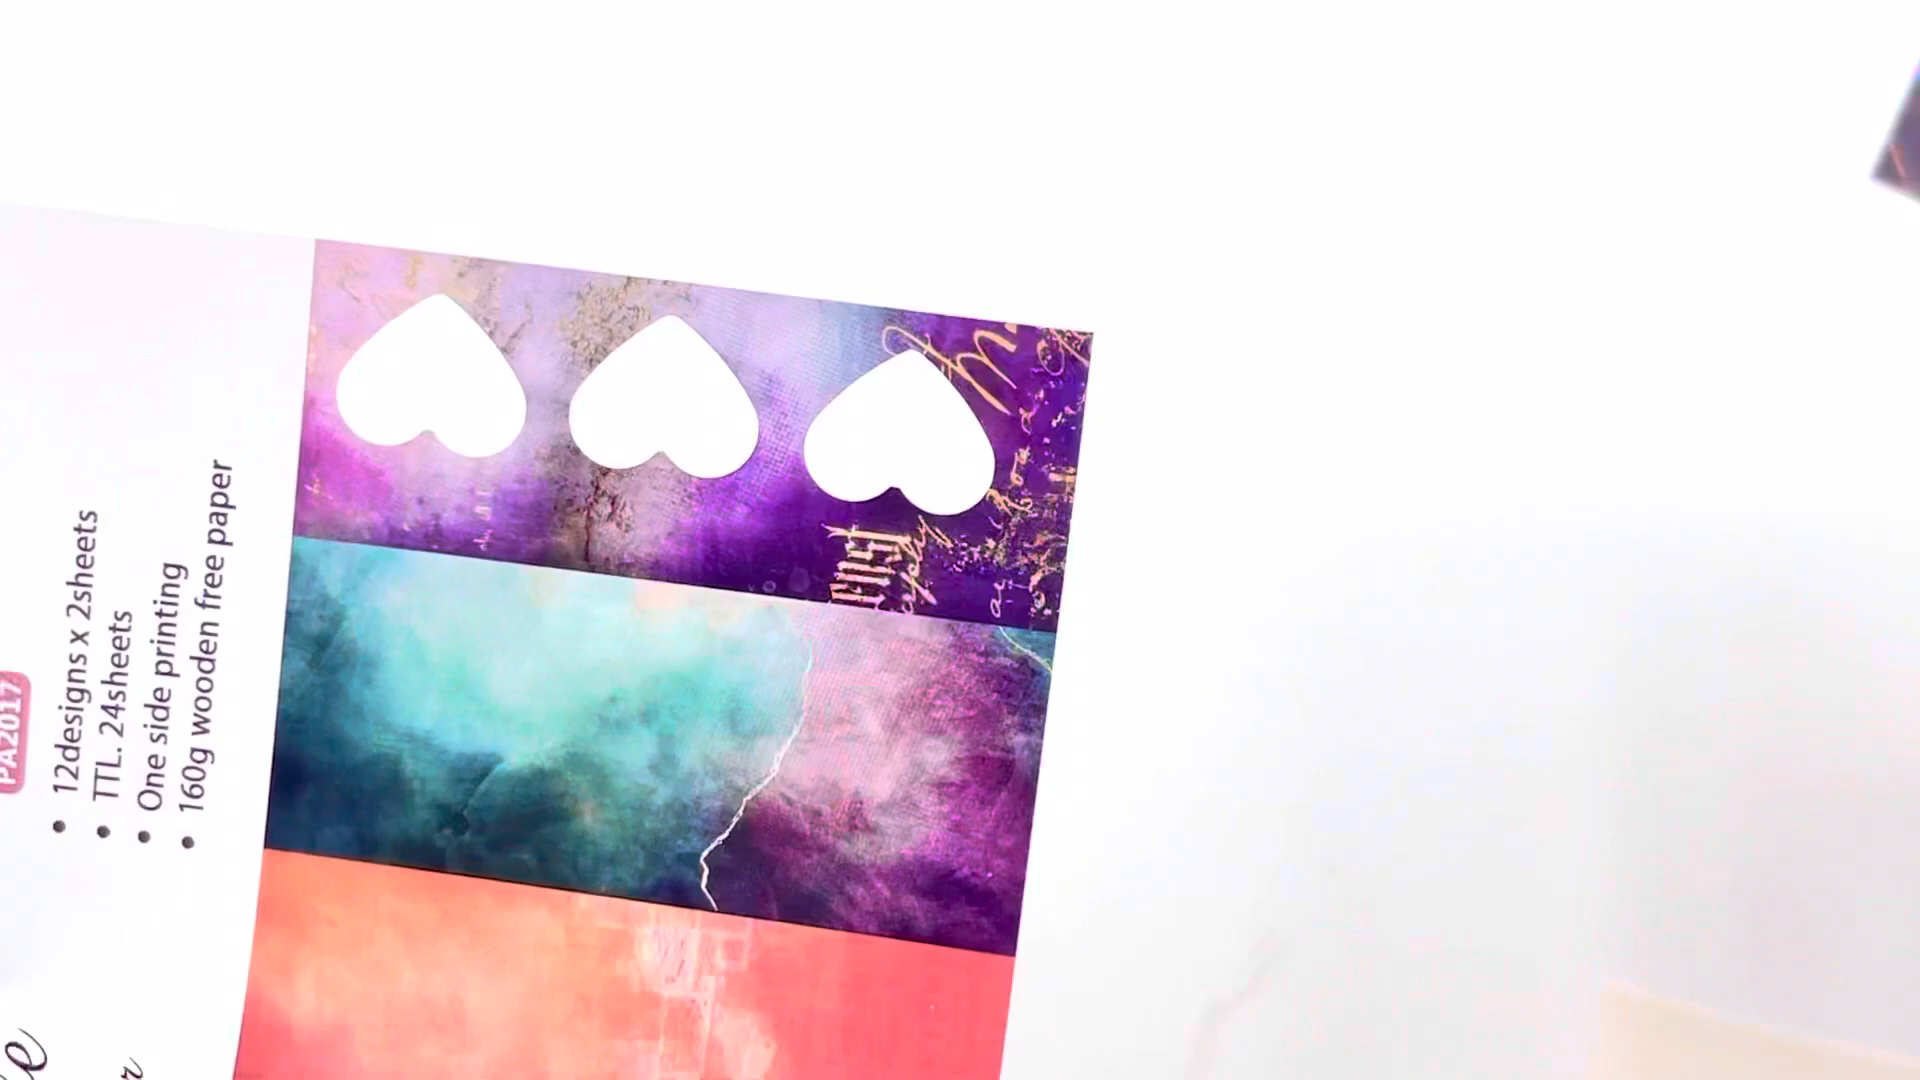 PA2017
• 12designs x 2sheets
• TTL. 24sheets
• One side printing
• 160g wooden free paper